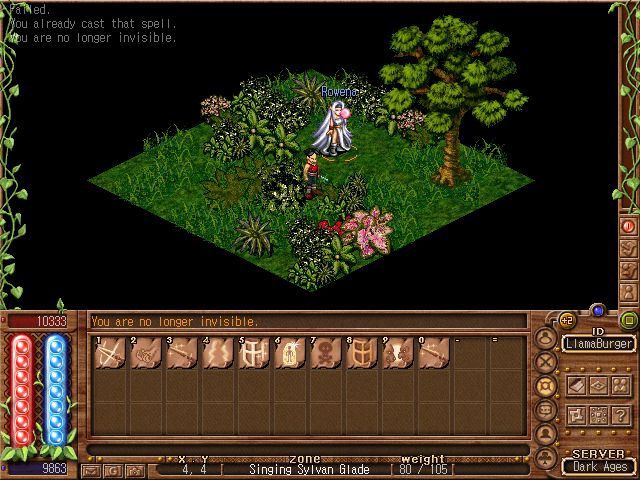 Failed.
You already cast that spell.
You are no longer invisible.
Rowena
10333
You are no longer invisible.
+2
ID
LlamaBurger
1 2 3 4 5 6 7 8 9 0 - =
?
X Y zone weight
SERVER
9863
G
4, 4 [ Singing Sylvan Glade [ 80 / 105 [
Dark Ages